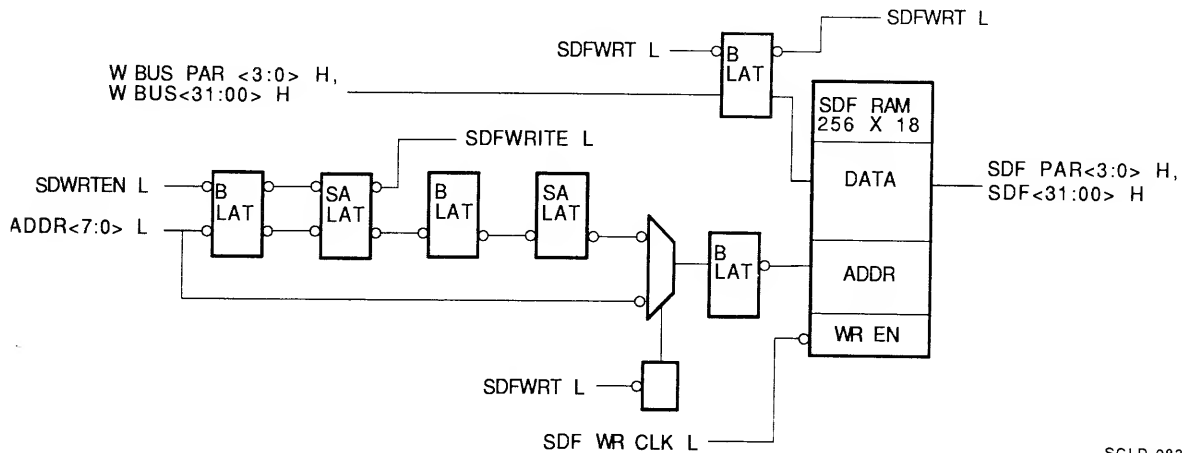 SDFWRT L
SDFWRT L
B
LAT
W BUS PAR <3:0> H,
W BUS<31:00> H
SDF RAM
256 X 18
SDFWRITE L
SDWRTEN L
B
LAT
SA
LAT
B
LAT
SA
LAT
DATA
SDF PAR<3:0> H,
SDF<31:00> H
ADDR<7:0> L
B
LAT
ADDR
WR EN
SDFWRT L
SDF WR CLK L